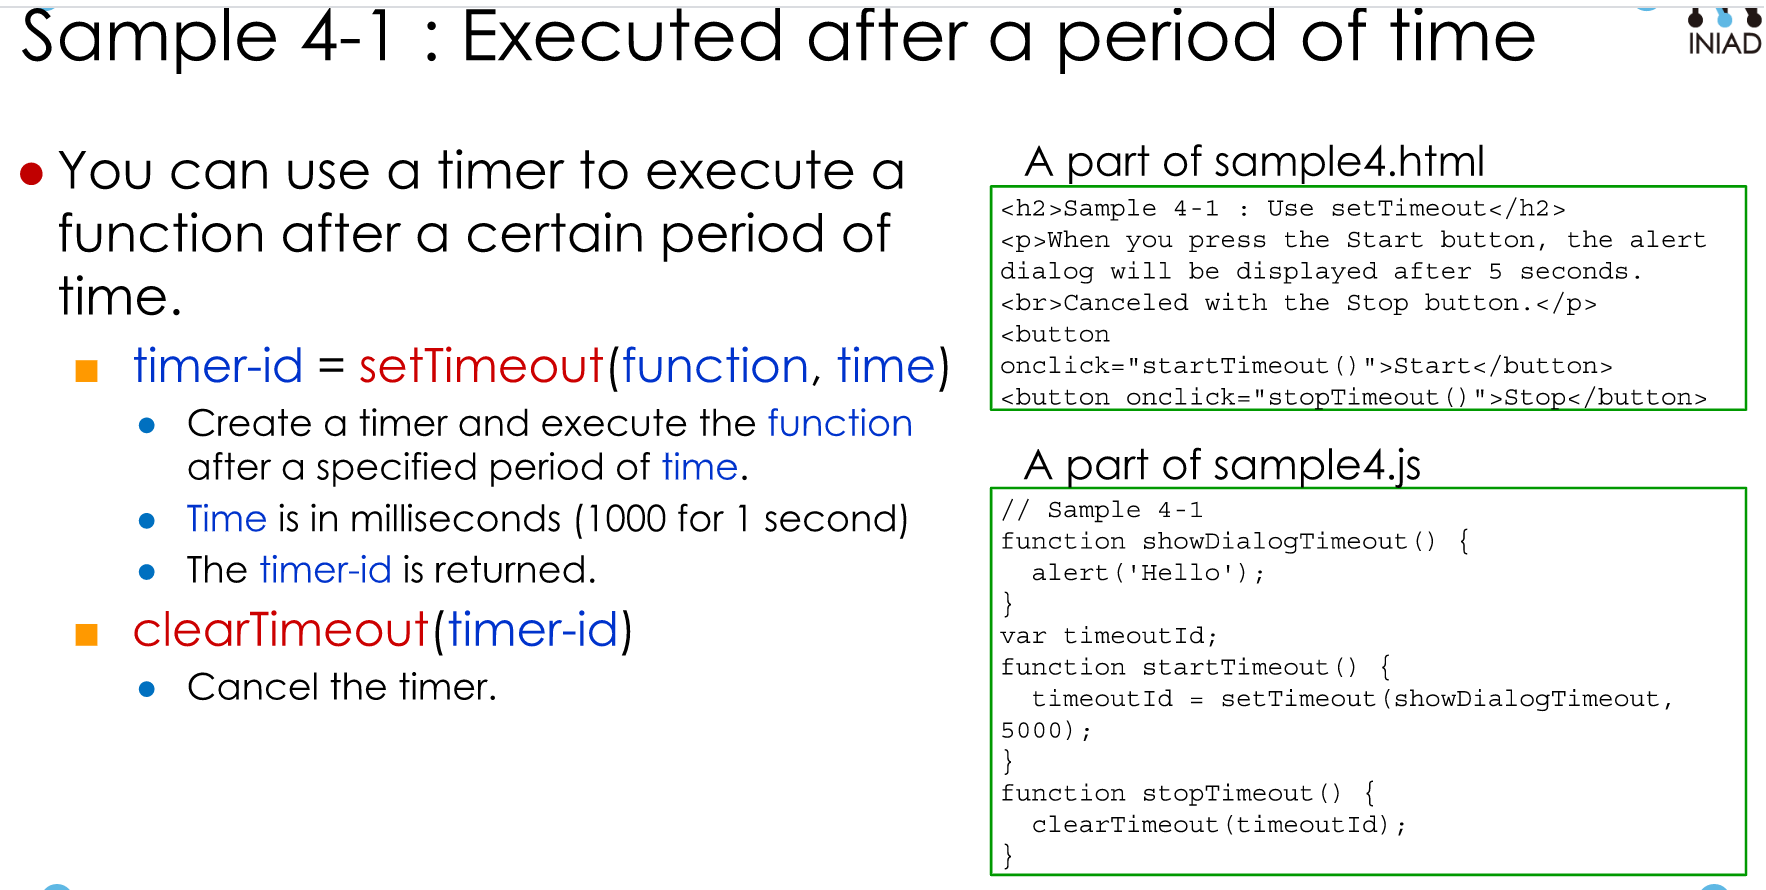 Sample 4-1 : Executed after a period of time
INIAD
You can use a timer to execute a
function after a certain period of
time.
timer-id = setTimeout(function, time)
Create a timer and execute the function
after a specified period of time.
Time is in milliseconds (1000 for 1 second)
The timer-id is returned.
clearTimeout(timer-id)
Cancel the timer.
A part of sample4.html
<h2>Sample 4-1 : Use setTimeout</h2>
<p>When you press the Start button, the alert
dialog will be displayed after 5 seconds.
<br>Canceled with the Stop button.</p>
<button
onclick="startTimeout()">Start</button>
<button onclick="stopTimeout()">Stop</button>
A part of sample4.js
// Sample 4-1
function showDialogTimeout() {
  alert('Hello');
}
var timeoutId;
function startTimeout() {
  timeoutId = setTimeout(showDialogTimeout,
5000);
}
function stopTimeout() {
  clearTimeout(timeoutId);
}